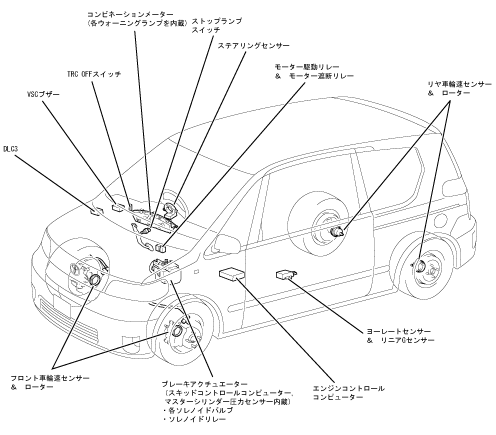 コンビネーションメーター
(各ウォーニングランプを内蔵)
ストップランプ
スイッチ
ステアリングセンサー
モーター駆動リレー
& モーター遮断リレー
TRC OFFスイッチ
リヤ車輪速センサー
& ローター
VSCブザー
DLC3
ヨーレートセンサー
& リニアGセンサー
フロント車輪速センサー
& ローター
ブレーキアクチュエーター
(スキッドコントロールコンピューター,
マスターシリンダー圧力センサー内蔵)
・各ソレノイドバルブ
・ソレノイドリレー
エンジンコントロール
コンピューター